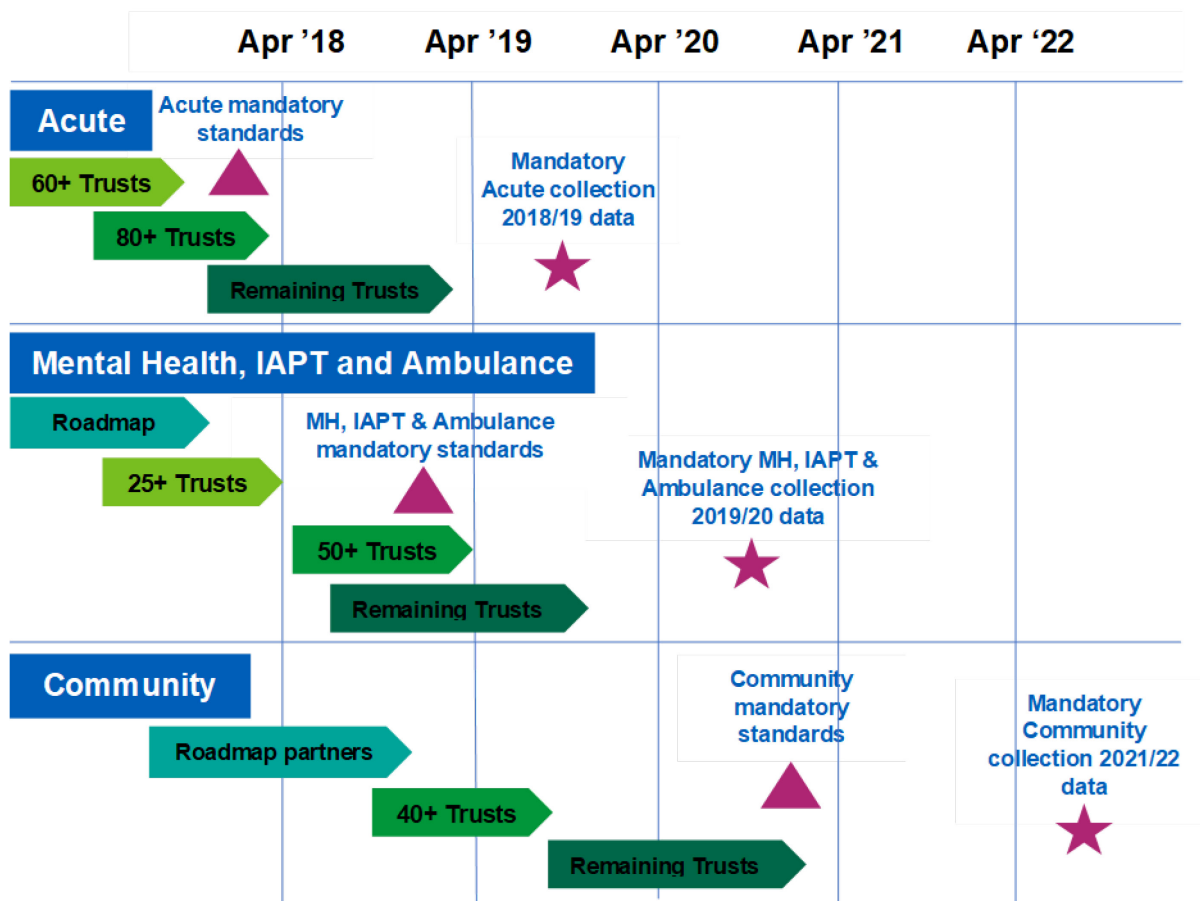 Apr ’18 Apr ’19 Apr ’20 Apr ’21 Apr ‘22
Acute
Acute mandatory
standards
60+ Trusts
80+ Trusts
Remaining Trusts
Mandatory
Acute collection
2018/19 data
Mental Health, IAPT and Ambulance
Roadmap
25+ Trusts
MH, IAPT & Ambulance
mandatory standards
50+ Trusts
Remaining Trusts
Mandatory MH, IAPT &
Ambulance collection
2019/20 data
Community
Roadmap partners
40+ Trusts
Remaining Trusts
Community
mandatory
standards
Mandatory
Community
collection 2021/22
data